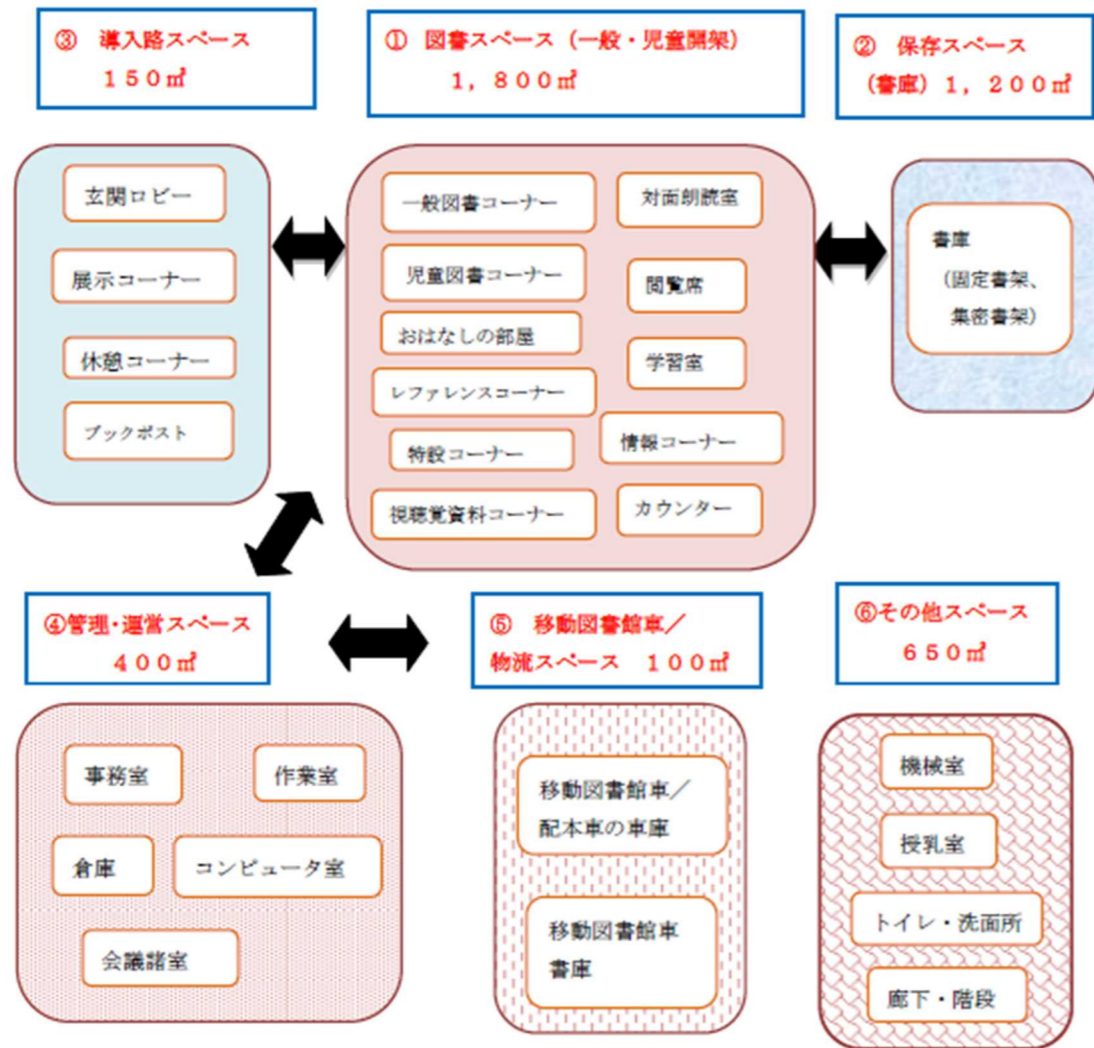 ③　導入路スペース
１５０㎡
①　図書スペース（一般・児童開架）
１，８００㎡
②　保存スペース
（書庫）１，２００㎡
玄関ロビー
展示コーナー
休憩コーナー
ブックポスト
一般図書コーナー
児童図書コーナー
おはなしの部屋
レファレンスコーナー
特設コーナー
視聴覚資料コーナー
対面朗読室
閲覧席
学習室
情報コーナー
カウンター
書庫
（固定書架、
集密書架）
④管理・運営スペース
４００㎡
⑤　移動図書館車／
物流スペース　１００㎡
⑥その他スペース
６５０㎡
事務室
作業室
倉庫
コンピュータ室
会議諸室
移動図書館車／
配本車の車庫
移動図書館車
書庫
機械室
授乳室
トイレ・洗面所
廊下・階段